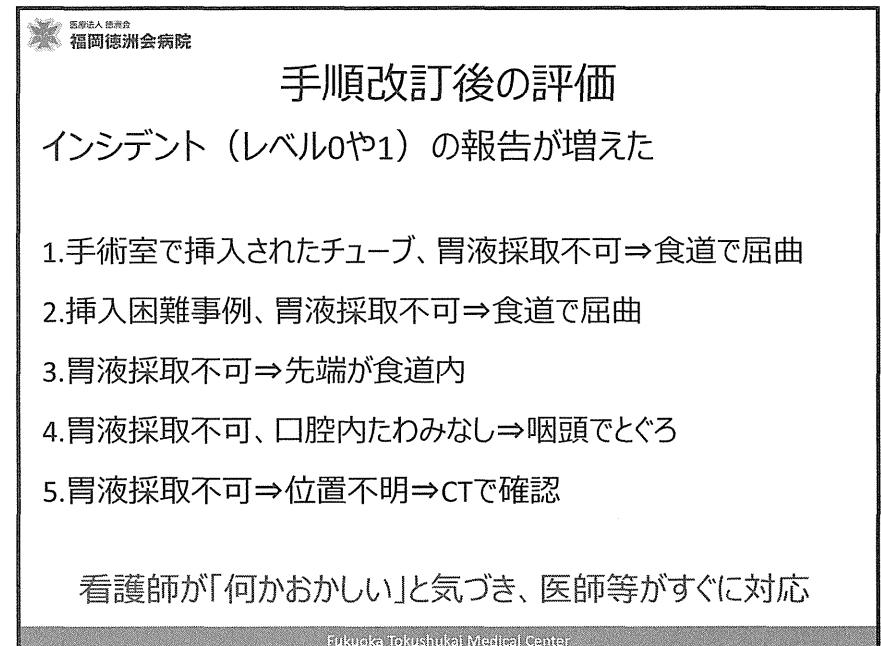 医療法人 徳洲会
福岡徳洲会病院
手順改訂後の評価
インシデント（レベル0や1）の報告が増えた
1.手術室で挿入されたチューブ、胃液採取不可⇒食道で屈曲
2.挿入困難事例、胃液採取不可⇒食道で屈曲
3.胃液採取不可⇒先端が食道内
4.胃液採取不可、口腔内たわみなし⇒咽頭でとぐろ
5.胃液採取不可⇒位置不明⇒CTで確認
看護師が「何かおかしい」と気づき、医師等がすぐに対応
Fukuoka Tokushukai Medical Center